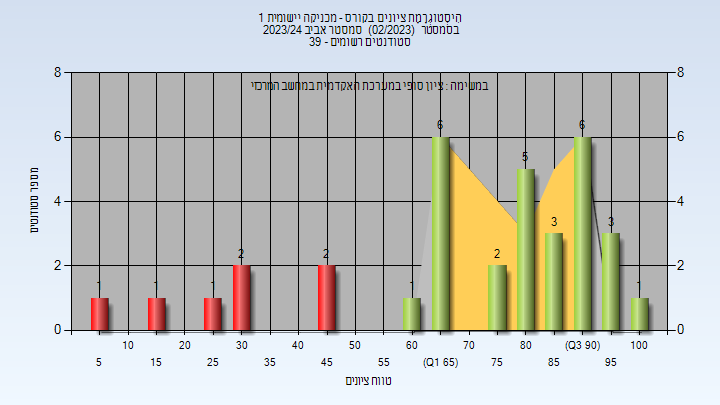 היסטוגרמת ציונים בקורס - מכניקה יישומית 1
בסמסטר (02/2023) סמסטר אביב 2023/24
סטודנטים רשומים - 39
במשימה : ציון סופי במערכת האקדמית במחשב המרכזי
8 8
6 6
4 4
2 2
0 0
מספר סטודנטים
1 1 1 2 2 1 6 2 5 3 6 3 1
10 20 30 40 50 60 70 80 (Q3 90) 100
5 15 25 35 45 55 (Q1 65) 75 85 95
טווח ציונים